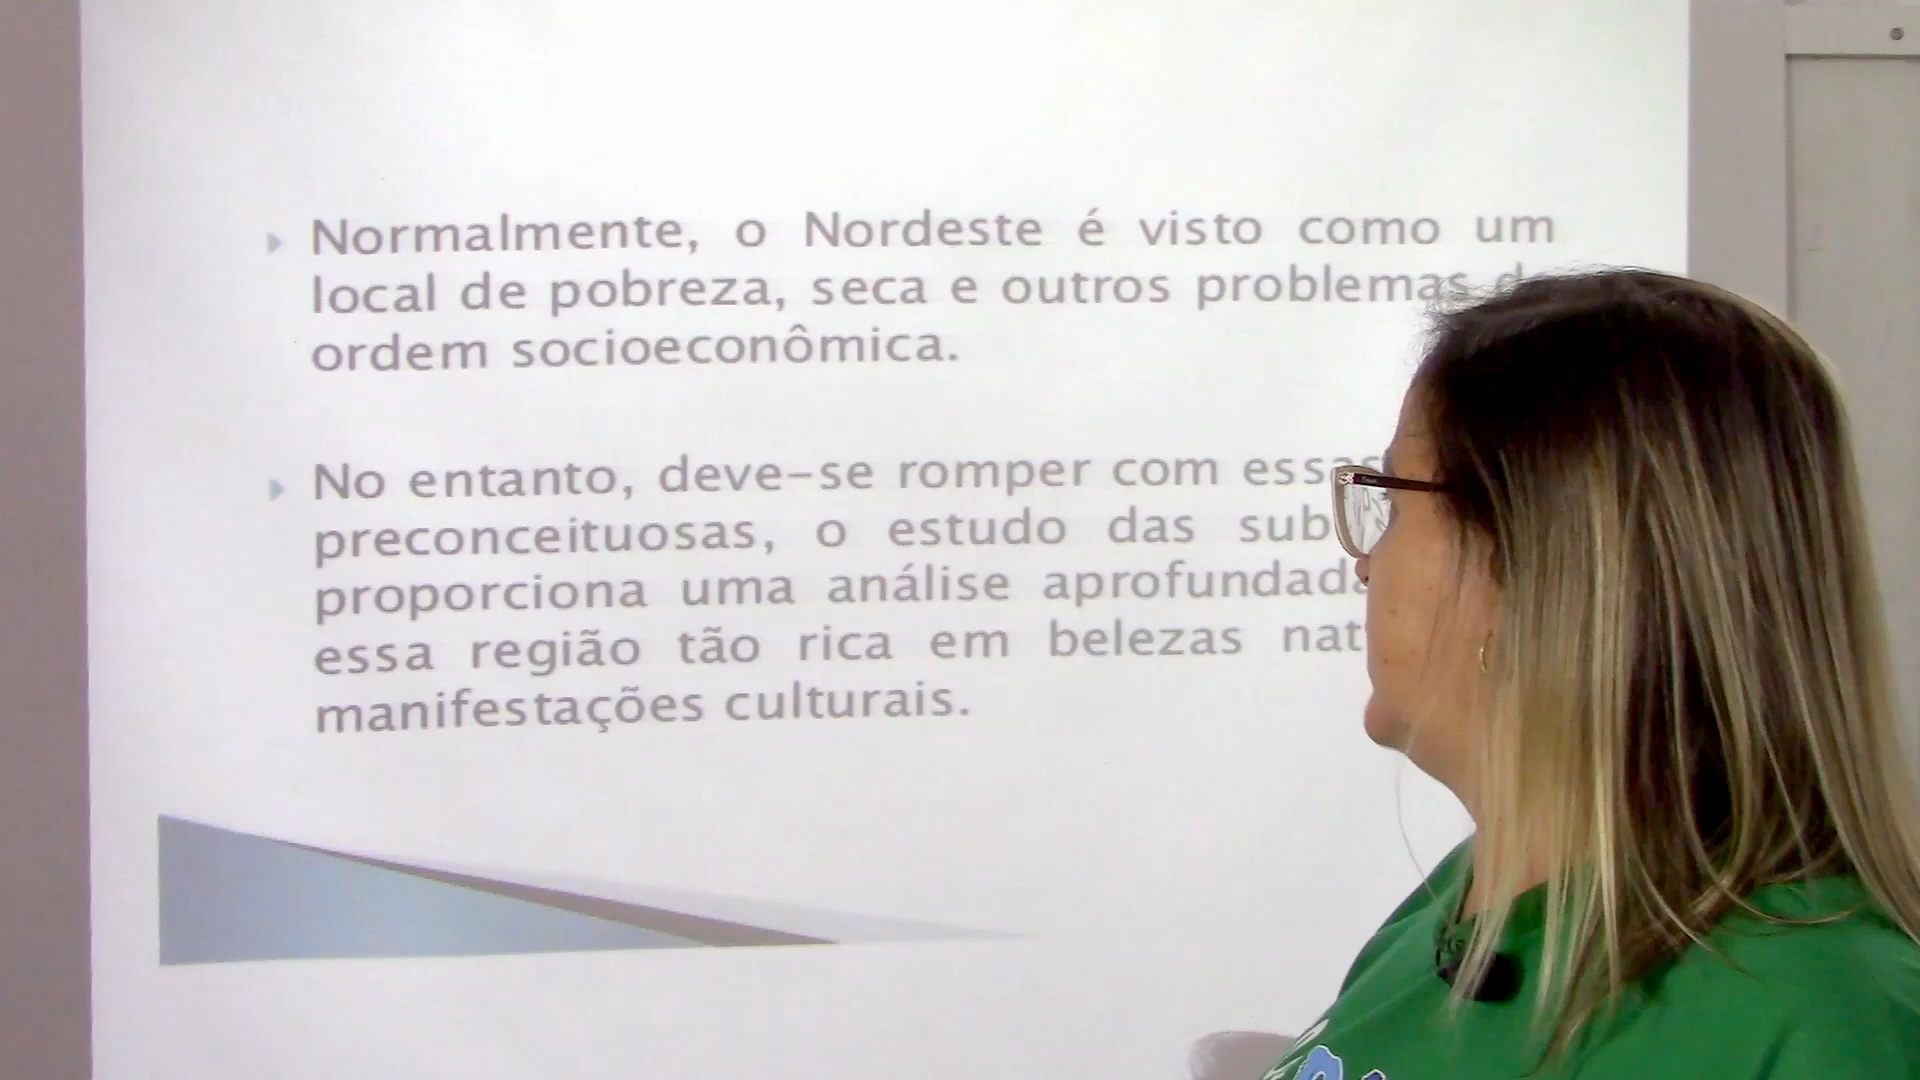 Normalmente, o Nordeste é visto como um
local de pobreza, seca e outros problemas
ordem socioeconômica.
No entanto, deve-se romper com essas
preconceituosas, o estudo das
proporciona uma análise aprofundada
essa região tão rica em belezas
manifestações culturais.